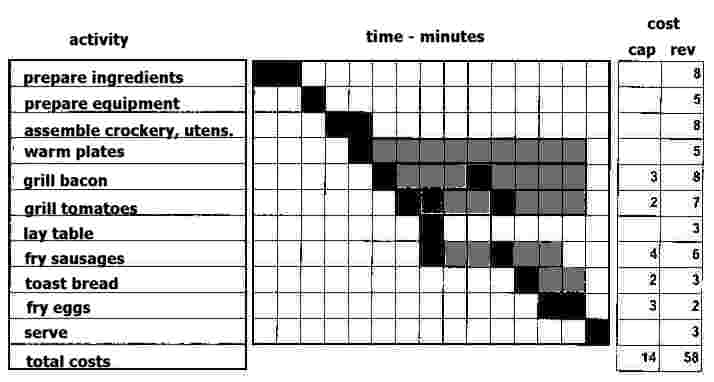 activity time - minutes cost
cap rev
prepare ingredients 8
prepare equipment 5
assemble crockery, utens. 8
warm plates 5
grill bacon 3 8
grill tomatoes 2 7
lay table 3
fry sausages 4 6
toast bread 2 3
fry eggs 3 2
serve 3
total costs 14 58